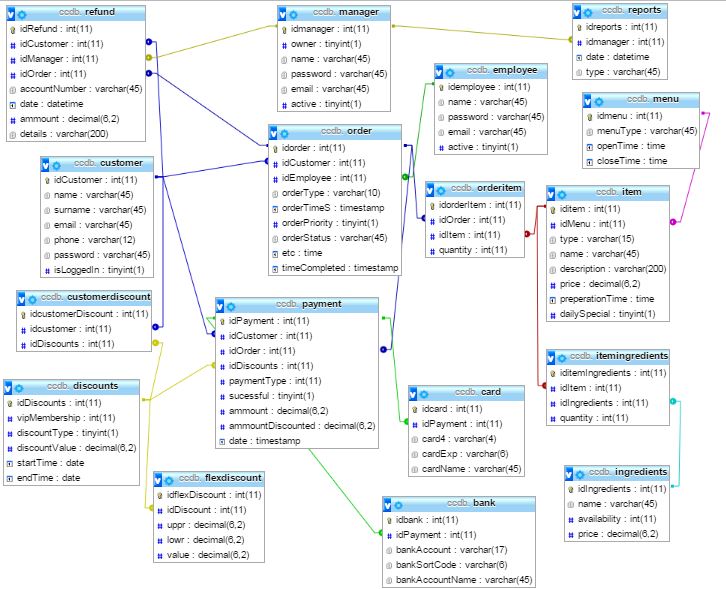 ccdb. refund
idRefund : int(11)
idCustomer : int(11)
idManager : int(11)
idOrder : int(11)
accountNumber : varchar(45)
date : datetime
ammount : decimal(6,2)
details : varchar(200)
ccdb. manager
idmanager : int(11)
owner : tinyint(1)
name : varchar(45)
password : varchar(45)
email : varchar(45)
active : tinyint(1)
ccdb. reports
idreports : int(11)
idmanager : int(11)
date : datetime
type : varchar(45)
ccdb. employee
idemployee : int(11)
name : varchar(45)
password : varchar(45)
email : varchar(45)
active : tinyint(1)
ccdb. menu
idmenu : int(11)
menuType : varchar(45)
openTime : time
closeTime : time
ccdb. order
idorder : int(11)
idCustomer : int(11)
idEmployee : int(11)
orderType : varchar(10)
orderTimeS : timestamp
orderPriority : tinyint(1)
orderStatus : varchar(45)
etc : time
timeCompleted : timestamp
ccdb. customer
idCustomer : int(11)
name : varchar(45)
surname : varchar(45)
email : varchar(45)
phone : varchar(12)
password : varchar(45)
isLoggedIn : tinyint(1)
ccdb. orderitem
idorderItem : int(11)
idOrder : int(11)
idItem : int(11)
quantity : int(11)
ccdb. item
iditem : int(11)
idMenu : int(11)
type : varchar(15)
name : varchar(45)
description : varchar(200)
price : decimal(6,2)
preperationTime : time
dailySpecial : tinyint(1)
ccdb. customerdiscount
idcustomerDiscount : int(11)
idcustomer : int(11)
idDiscounts : int(11)
ccdb. payment
idPayment : int(11)
idCustomer : int(11)
idOrder : int(11)
idDiscounts : int(11)
paymentType : int(11)
sucessful : tinyint(1)
ammount : decimal(6,2)
ammountDiscounted : decimal(6,2)
date : timestamp
ccdb. itemingredients
iditemIngredients : int(11)
idItem : int(11)
idIngredients : int(11)
quantity : int(11)
ccdb. discounts
idDiscounts : int(11)
vipMembership : int(11)
discountType : tinyint(1)
discountValue : decimal(6,2)
startTime : date
endTime : date
ccdb. card
idcard : int(11)
idPayment : int(11)
card4 : varchar(4)
cardExp : varchar(6)
cardName : varchar(45)
ccdb. flexdiscount
idflexDiscount : int(11)
idDiscount : int(11)
uppr : decimal(6,2)
lowr : decimal(6,2)
value : decimal(6,2)
ccdb. ingredients
idIngredients : int(11)
name : varchar(45)
availability : int(11)
price : decimal(6,2)
ccdb. bank
idbank : int(11)
idPayment : int(11)
bankAccount : varchar(17)
bankSortCode : varchar(6)
bankAccountName : varchar(45)